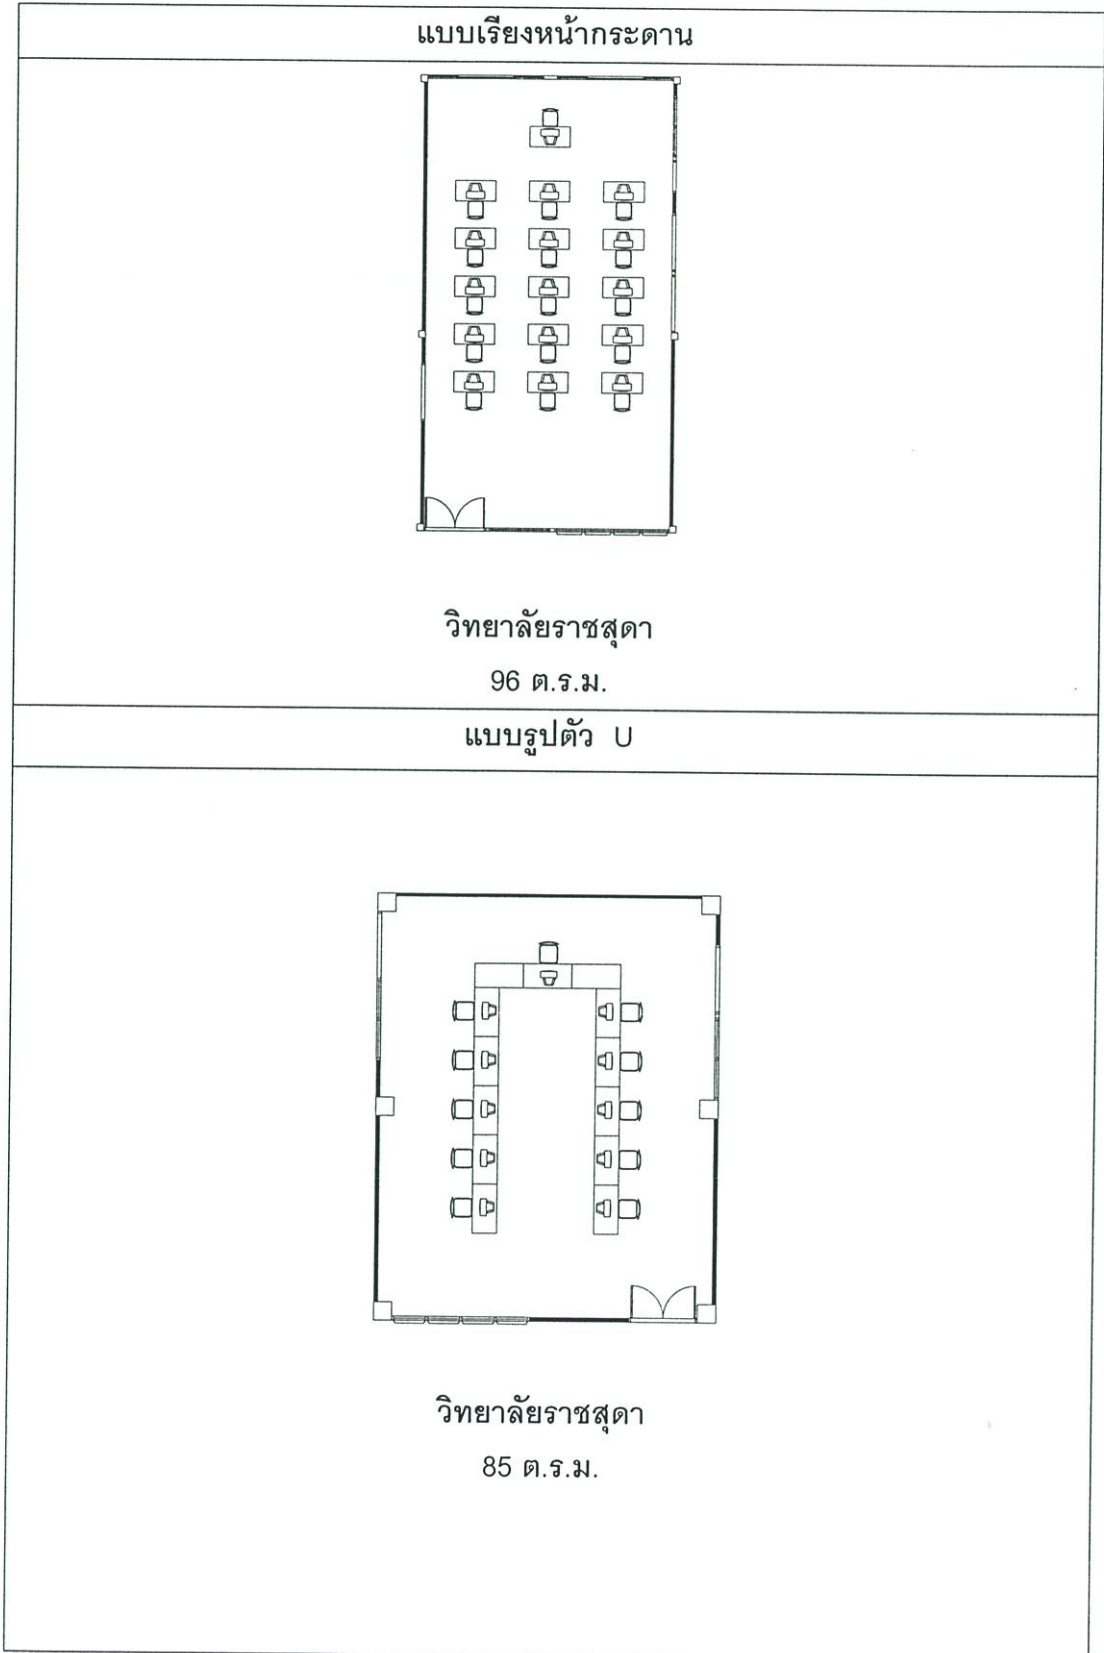 แบบเรียงหน้ากระดาน
วิทยาลัยราชสุดา
96 ต.ร.ม.
แบบรูปตัว U
วิทยาลัยราชสุดา
85 ต.ร.ม.